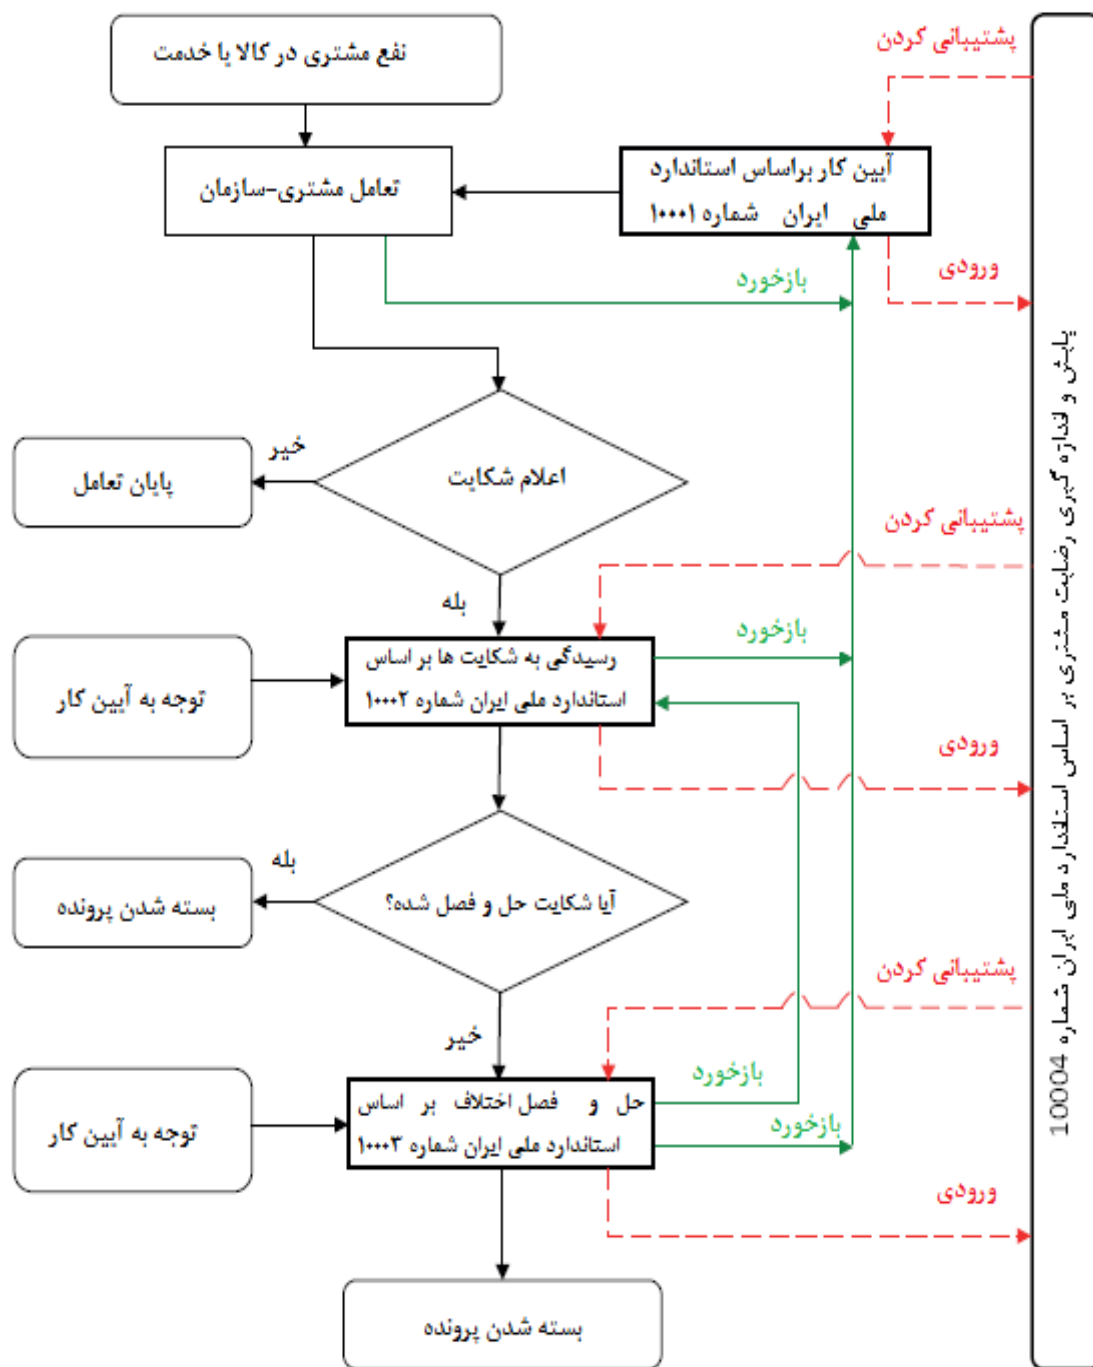 نفع مشتری در کالا یا خدمت
پشتیبانی کردن
تعامل مشتری-سازمان
آیین کار براساس استاندارد
ملی ایران شماره ۱۰۰۰۱
بازخورد
ورودی
اعلام شکایت
خیر
پایان تعامل
بله
پشتیبانی کردن
توجه به آیین کار
رسیدگی به شکایت ها بر اساس
استاندارد ملی ایران شماره ۱۰۰۰۲
بازخورد
ورودی
آیا شکایت حل و فصل شده؟
بله
بسته شدن پرونده
خیر
پشتیبانی کردن
توجه به آیین کار
حل و فصل اختلاف بر اساس
استاندارد ملی ایران شماره ۱۰۰۰۳
بازخورد
بازخورد
ورودی
بسته شدن پرونده
پایش و اندازه گیری رضایت مشتری بر اساس استاندارد ملی ایران شماره 10004